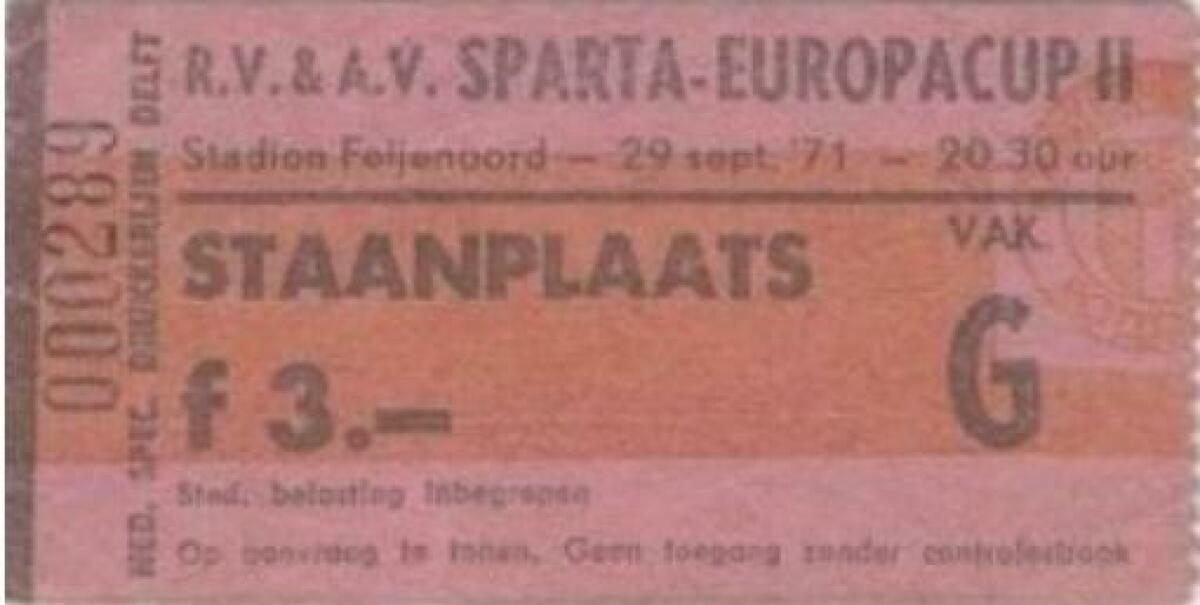 R.V. & A.V. SPARTA-EUROPACUP II
Stadion Feijenoord — 29 sept. '71 — 20.30 uur
STAANPLAATS
VAK
G
f 3.—
Sted. belasting inbegrepen
Op aanvraag te tonen. Geen toegang zonder controlestrook
000289
NED. SPEC. DRUKKERIJEN DELFT